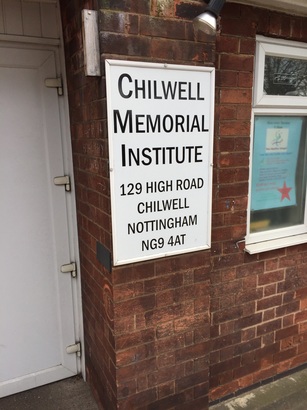 CHILWELL
MEMORIAL
INSTITUTE
129 HIGH ROAD
CHILWELL
NOTTINGHAM
NG9 4AT